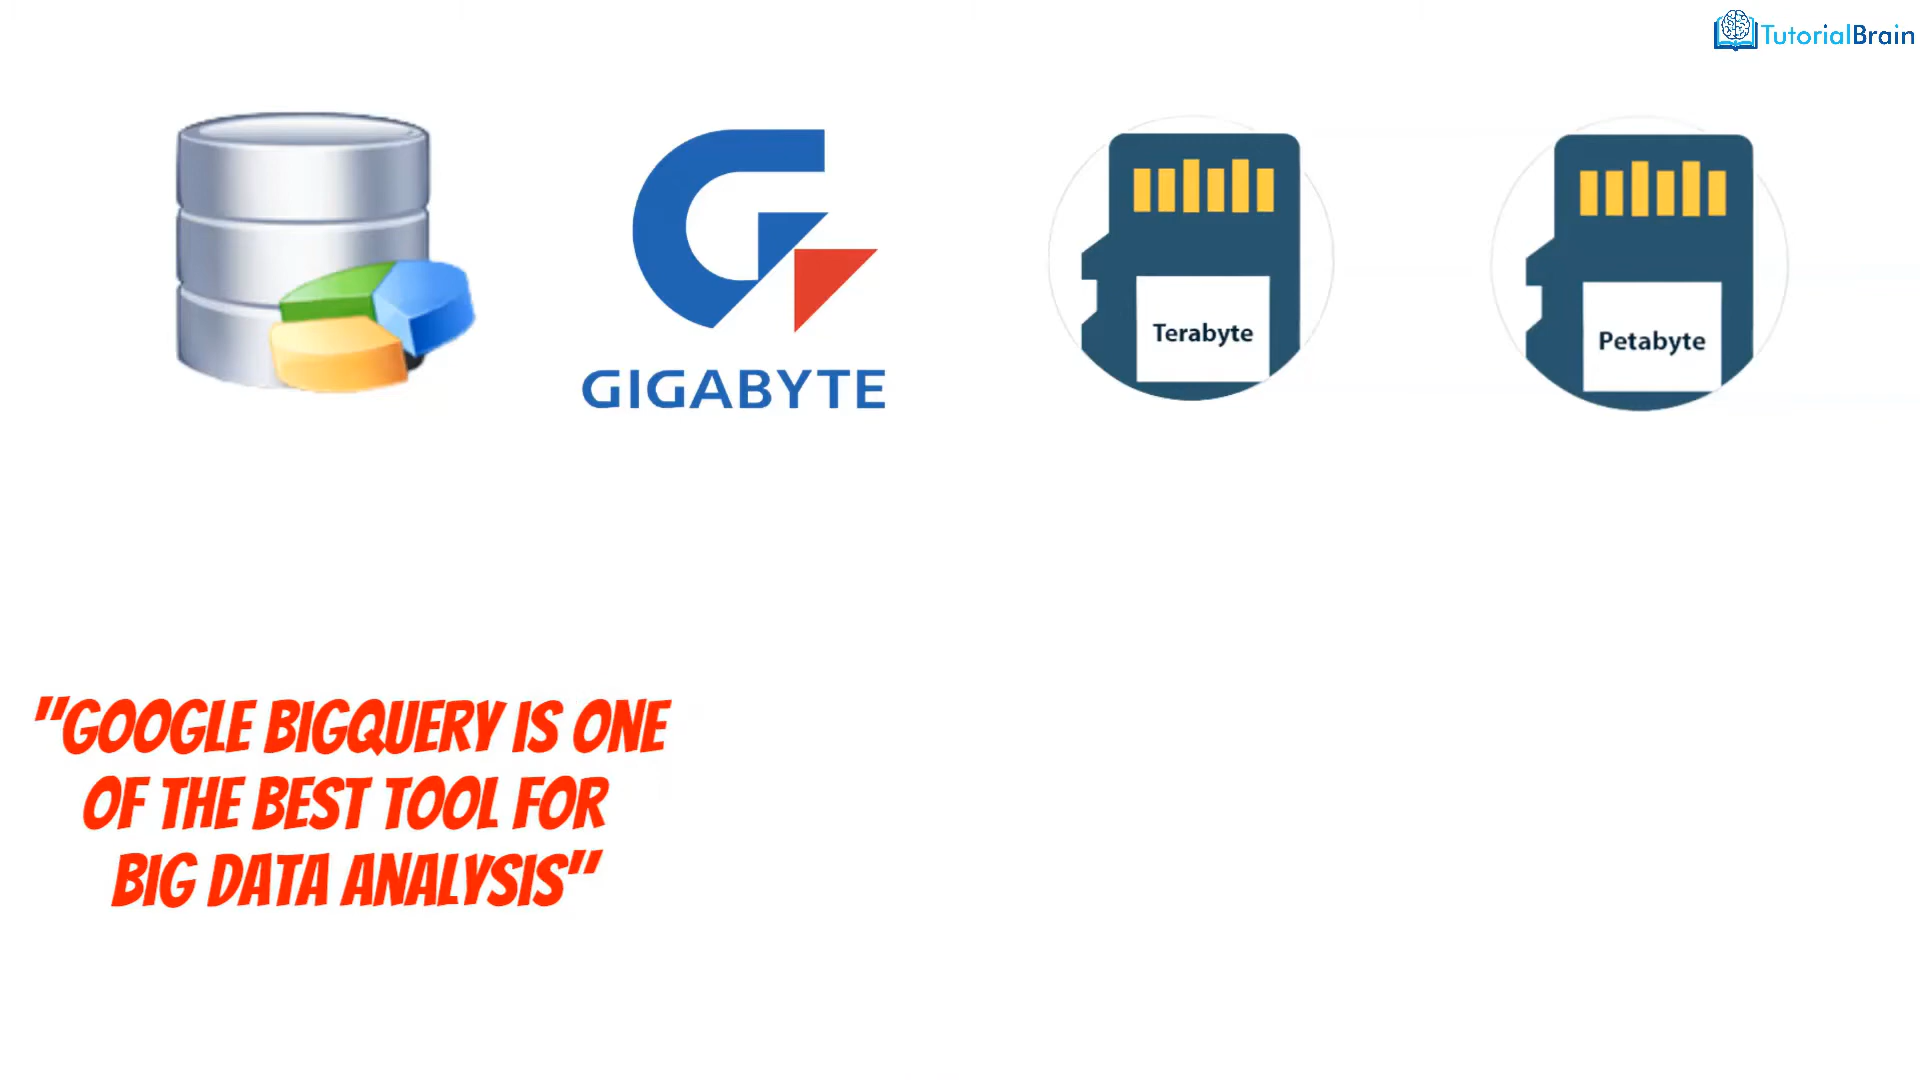 TutorialBrain
GIGABYTE
Terabyte
Petabyte
"GOOGLE BIGQUERY IS ONE
OF THE BEST TOOL FOR
BIG DATA ANALYSIS"